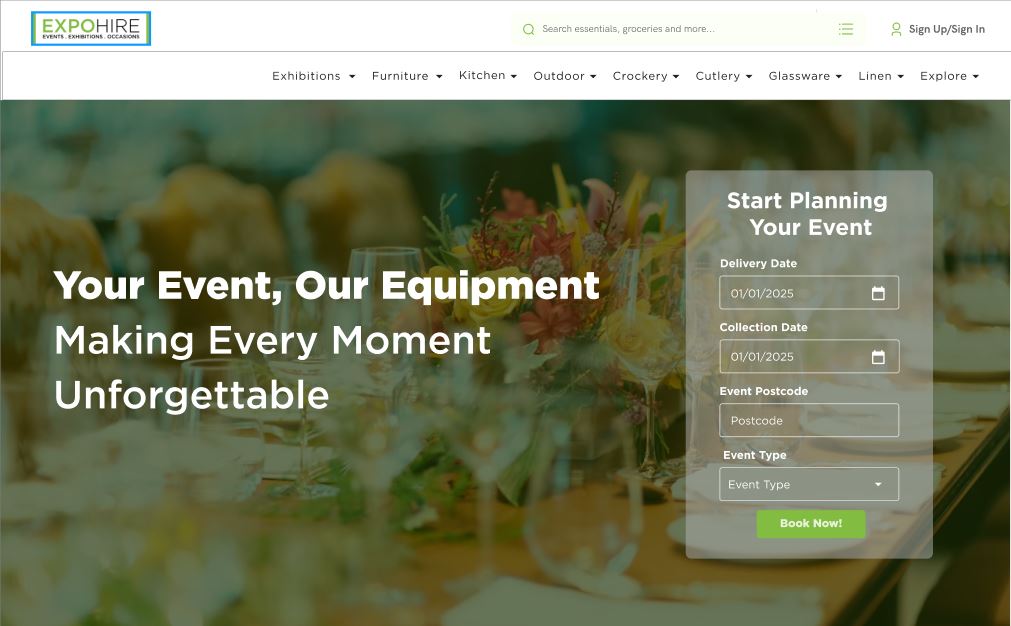 EXPOHIRE
EVENTS . EXHIBITIONS . OCCASIONS
Search essentials, groceries and more...
Sign Up/Sign In
Exhibitions Furniture Kitchen Outdoor Crockery Cutlery Glassware Linen Explore
Your Event, Our Equipment
Making Every Moment
Unforgettable
Start Planning
Your Event
Delivery Date
01/01/2025
Collection Date
01/01/2025
Event Postcode
Postcode
Event Type
Event Type
Book Now!